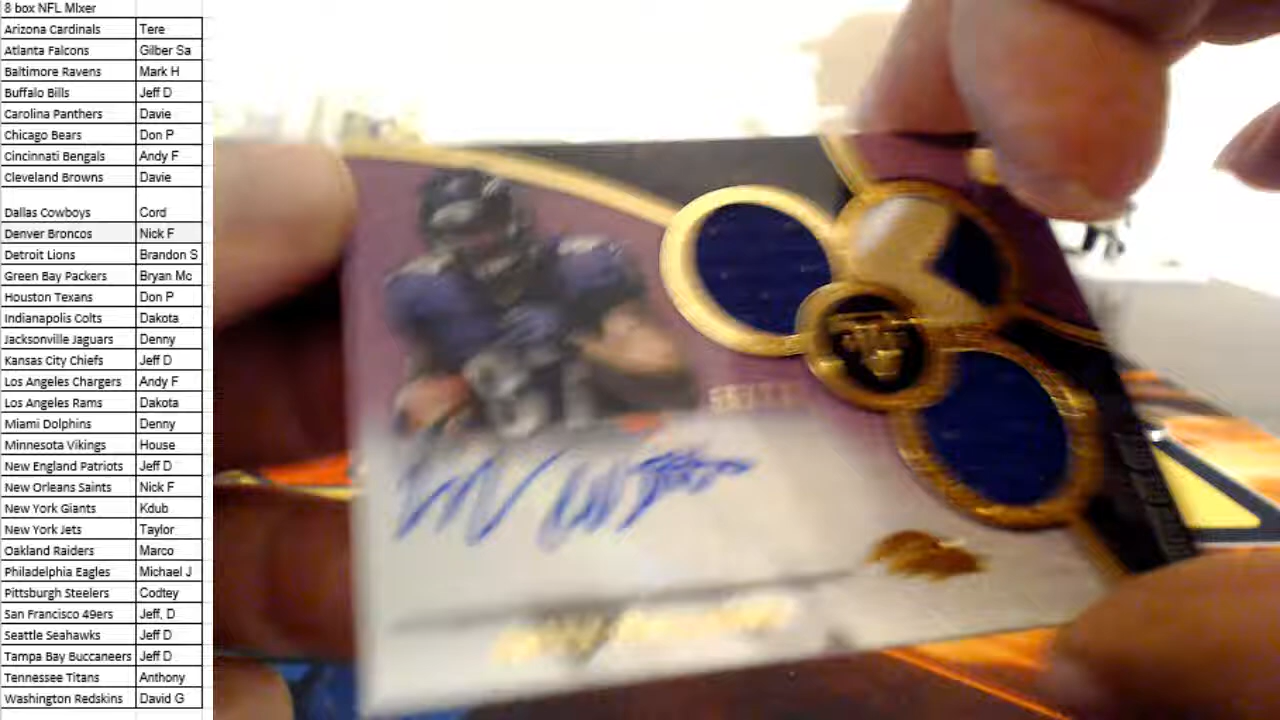 8 box NFL MIxer
Arizona Cardinals Tere
Atlanta Falcons Gilber Sa
Baltimore Ravens Mark H
Buffalo Bills Jeff D
Carolina Panthers Davie
Chicago Bears Don P
Cincinnati Bengals Andy F
Cleveland Browns Davie
Dallas Cowboys Cord
Denver Broncos Nick F
Detroit Lions Brandon S
Green Bay Packers Bryan Mc
Houston Texans Don P
Indianapolis Colts Dakota
Jacksonville Jaguars Denny
Kansas City Chiefs Jeff D
Los Angeles Chargers Andy F
Los Angeles Rams Dakota
Miami Dolphins Denny
Minnesota Vikings House
New England Patriots Jeff D
New Orleans Saints Nick F
New York Giants Kdub
New York Jets Taylor
Oakland Raiders Marco
Philadelphia Eagles Michael J
Pittsburgh Steelers Codtey
San Francisco 49ers Jeff, D
Seattle Seahawks Jeff D
Tampa Bay Buccaneers Jeff D
Tennessee Titans Anthony
Washington Redskins David G